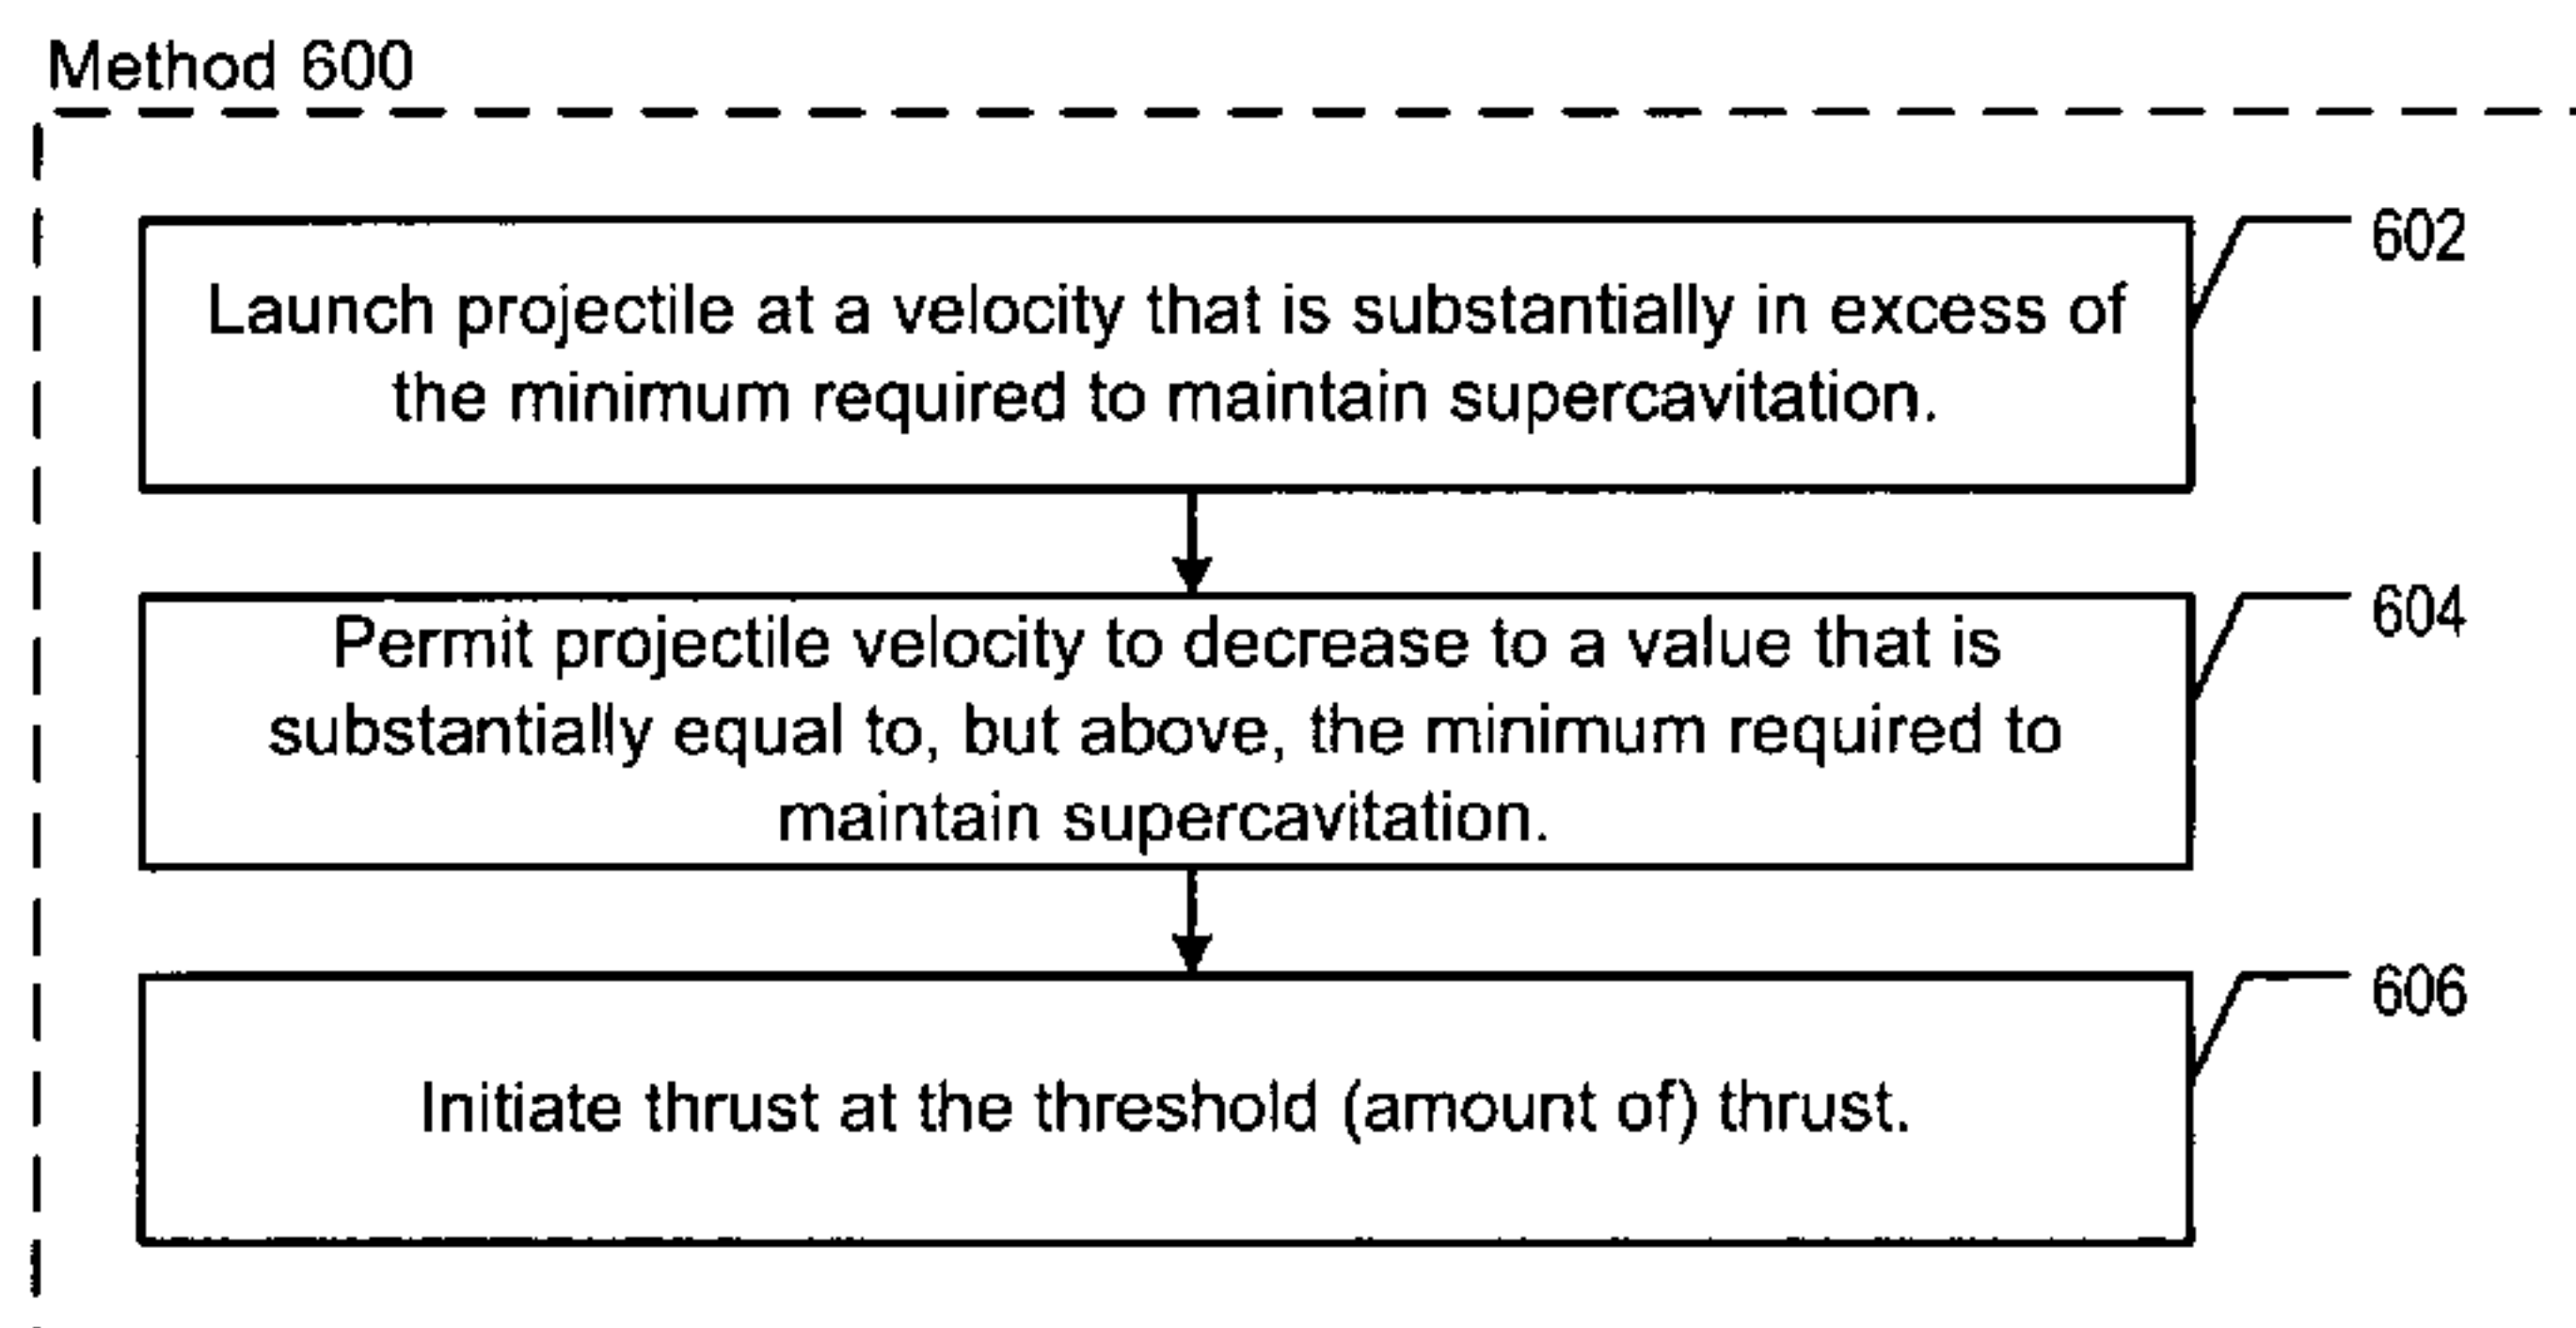 Method 600
Launch projectile at a velocity that is substantially in excess of
the minimum required to maintain supercavitation.
602
Permit projectile velocity to decrease to a value that is
substantially equal to, but above, the minimum required to
maintain supercavitation.
604
Initiate thrust at the threshold (amount of) thrust.
606